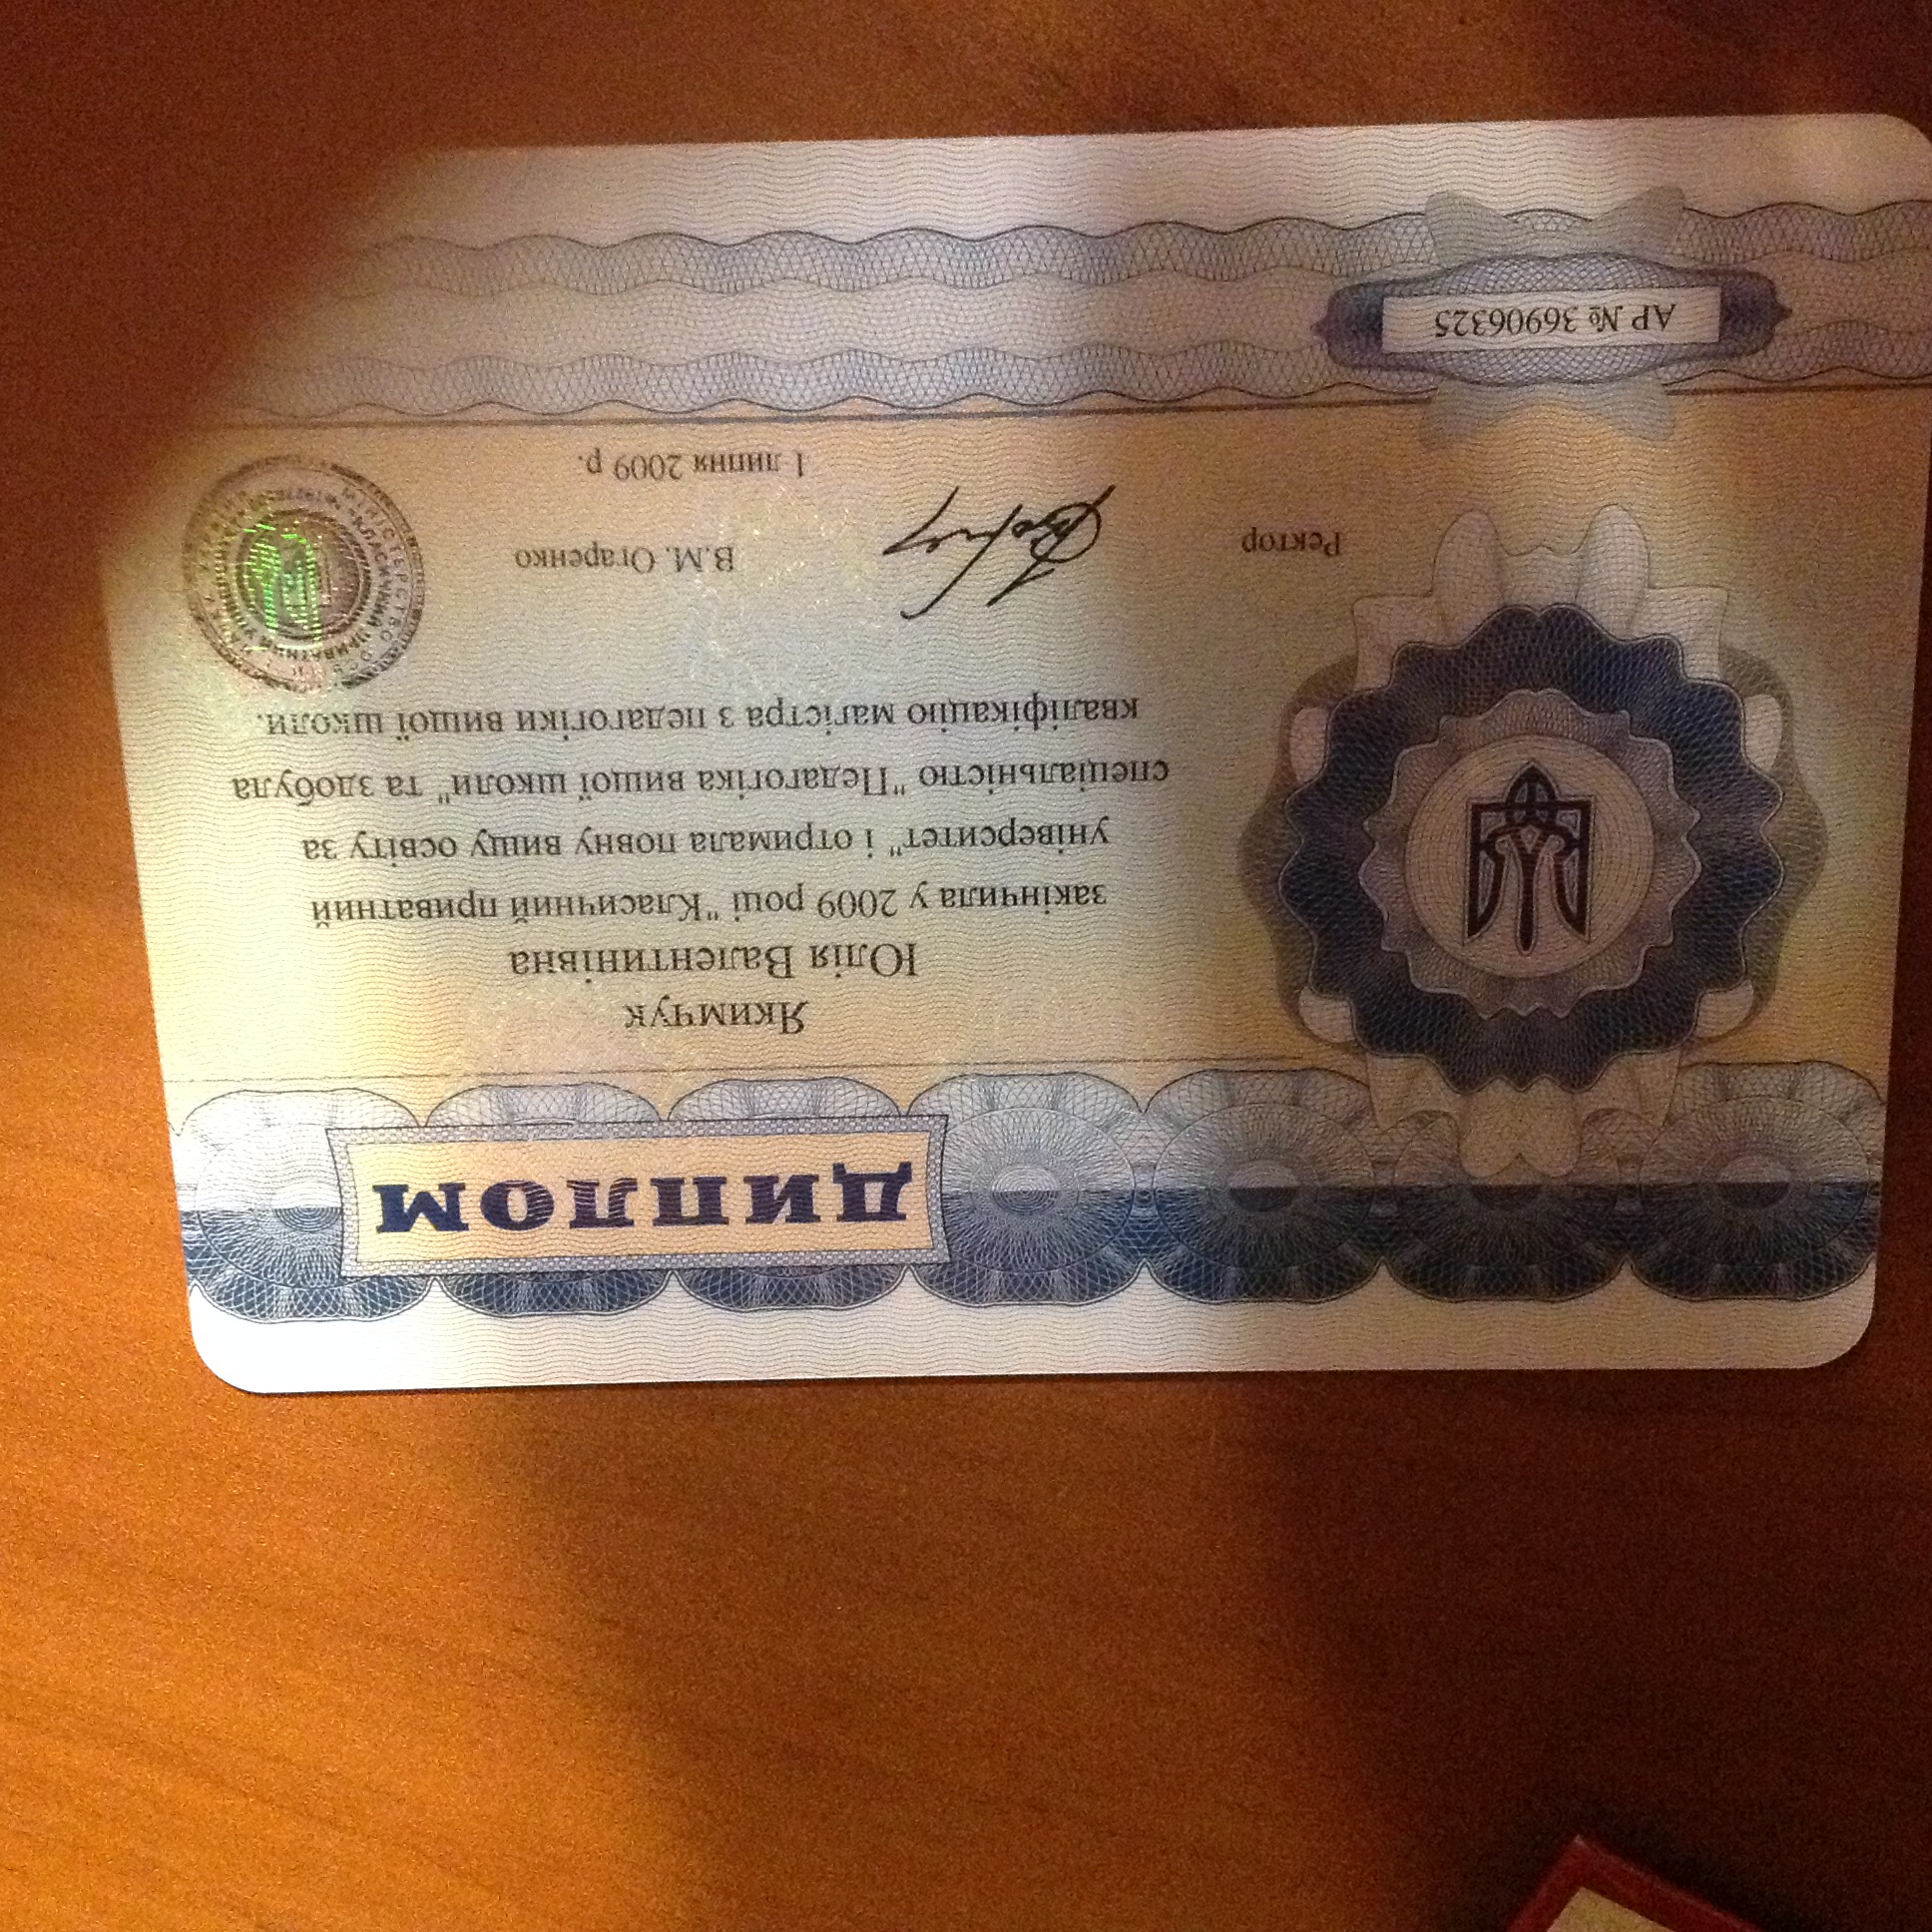 ДИПЛОМ
Якимчук
Юлія Валентинівна
закінчила у 2009 році "Класичний приватний
університет" і отримала повну вищу освіту за
спеціальністю "Педагогіка вищої школи" та здобула
кваліфікацію магістра з педагогіки вищої школи.
Ректор
В.М. Огаренко
1 липня 2009 р.
АР № 36906325